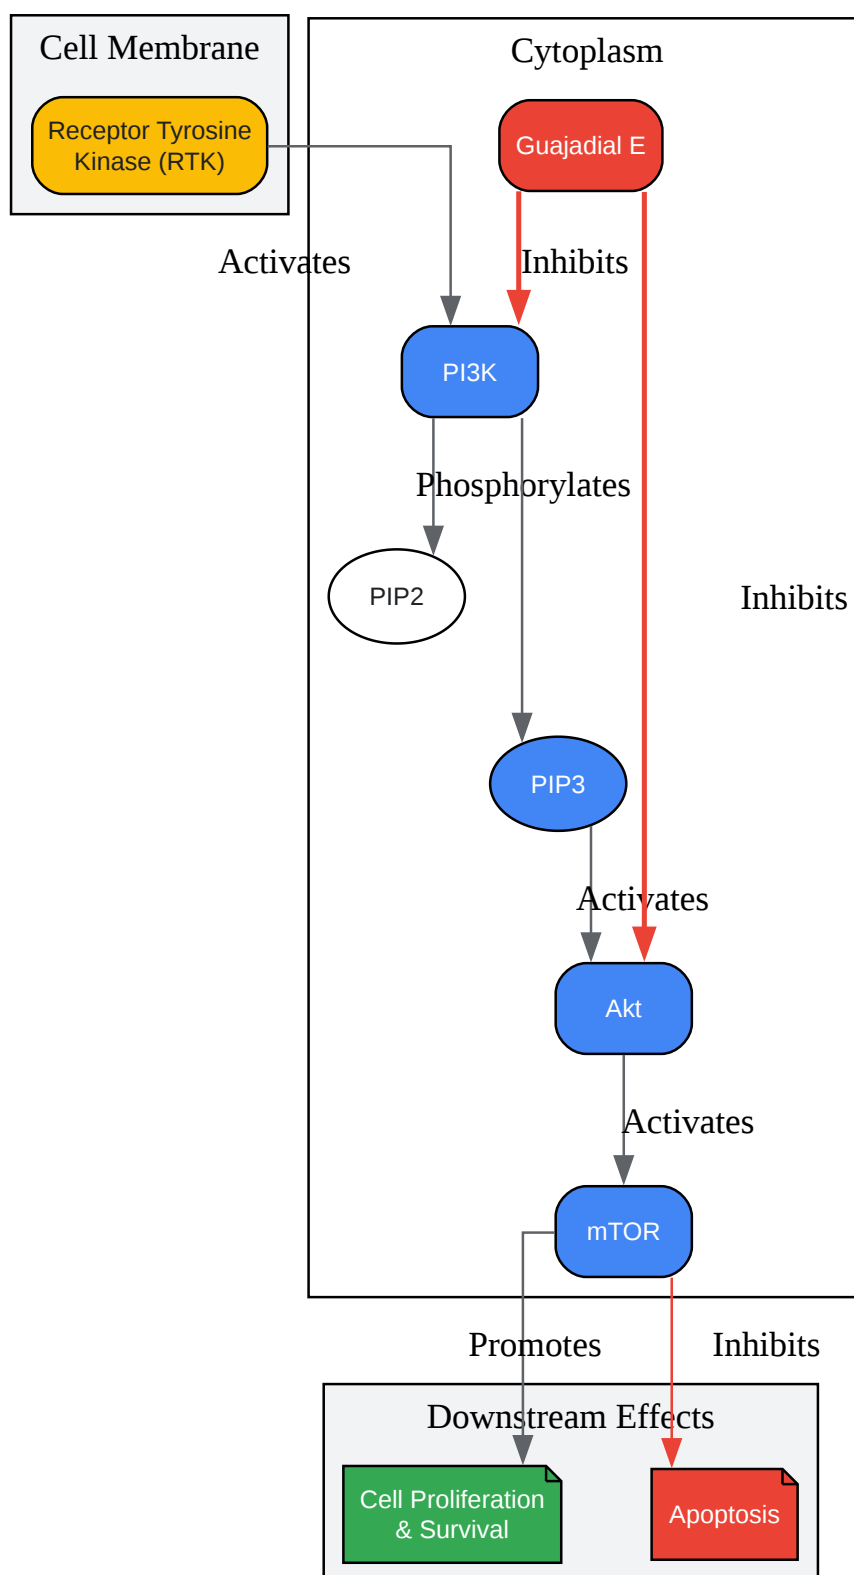 Cell Membrane
Cytoplasm
Receptor Tyrosine
Kinase (RTK)
Guajadial E
Activates
Inhibits
PI3K
Phosphorylates
PIP2
Inhibits
PIP3
Activates
Akt
Activates
mTOR
Promotes
Inhibits
Downstream Effects
Cell Proliferation
& Survival
Apoptosis